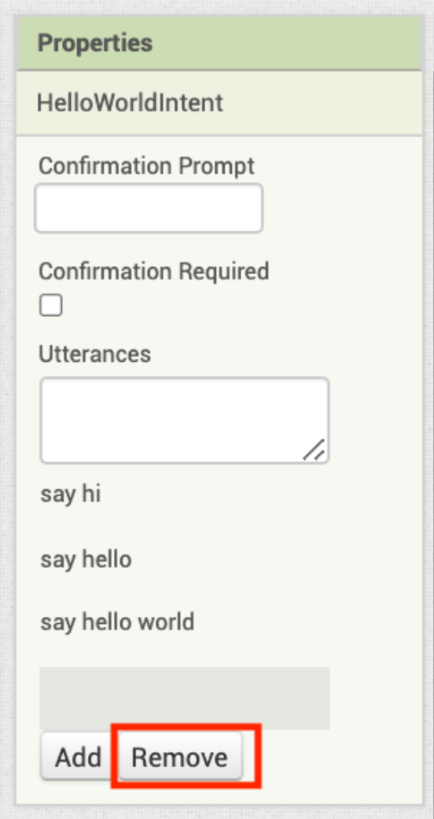 Properties
HelloWorldIntent
Confirmation Prompt
Confirmation Required
Utterances
say hi
say hello
say hello world
Add Remove